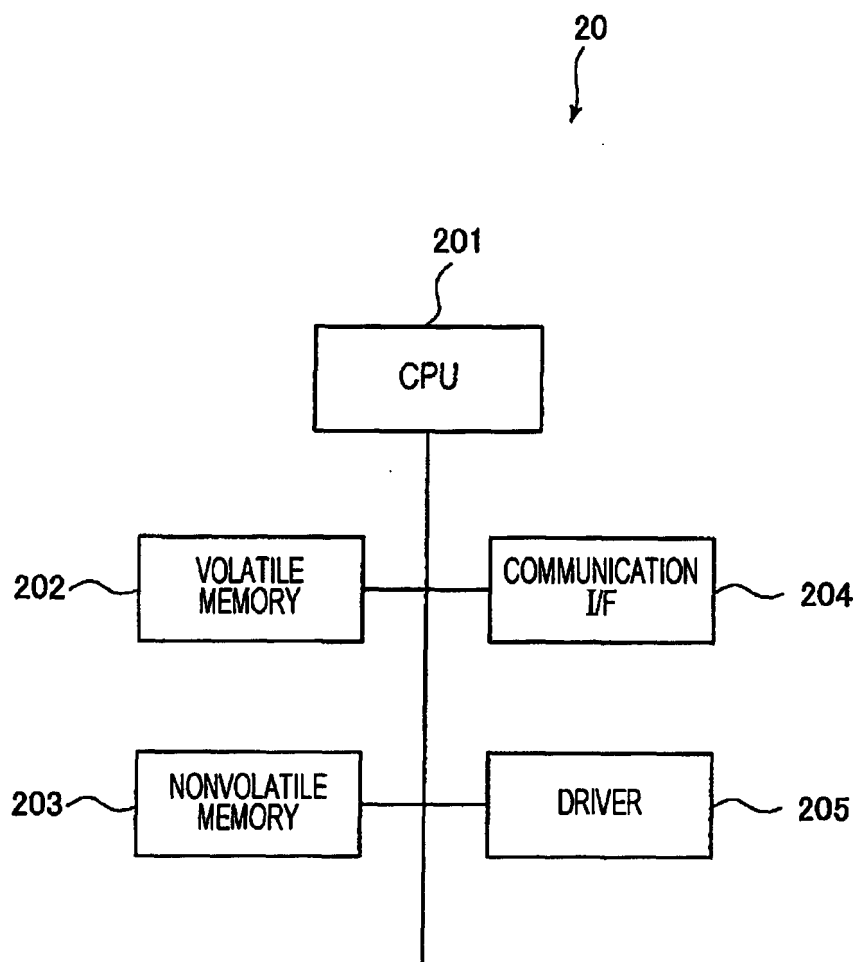 20
201
CPU
202
VOLATILE
MEMORY
COMMUNICATION
I/F
204
203
NONVOLATILE
MEMORY
DRIVER
205